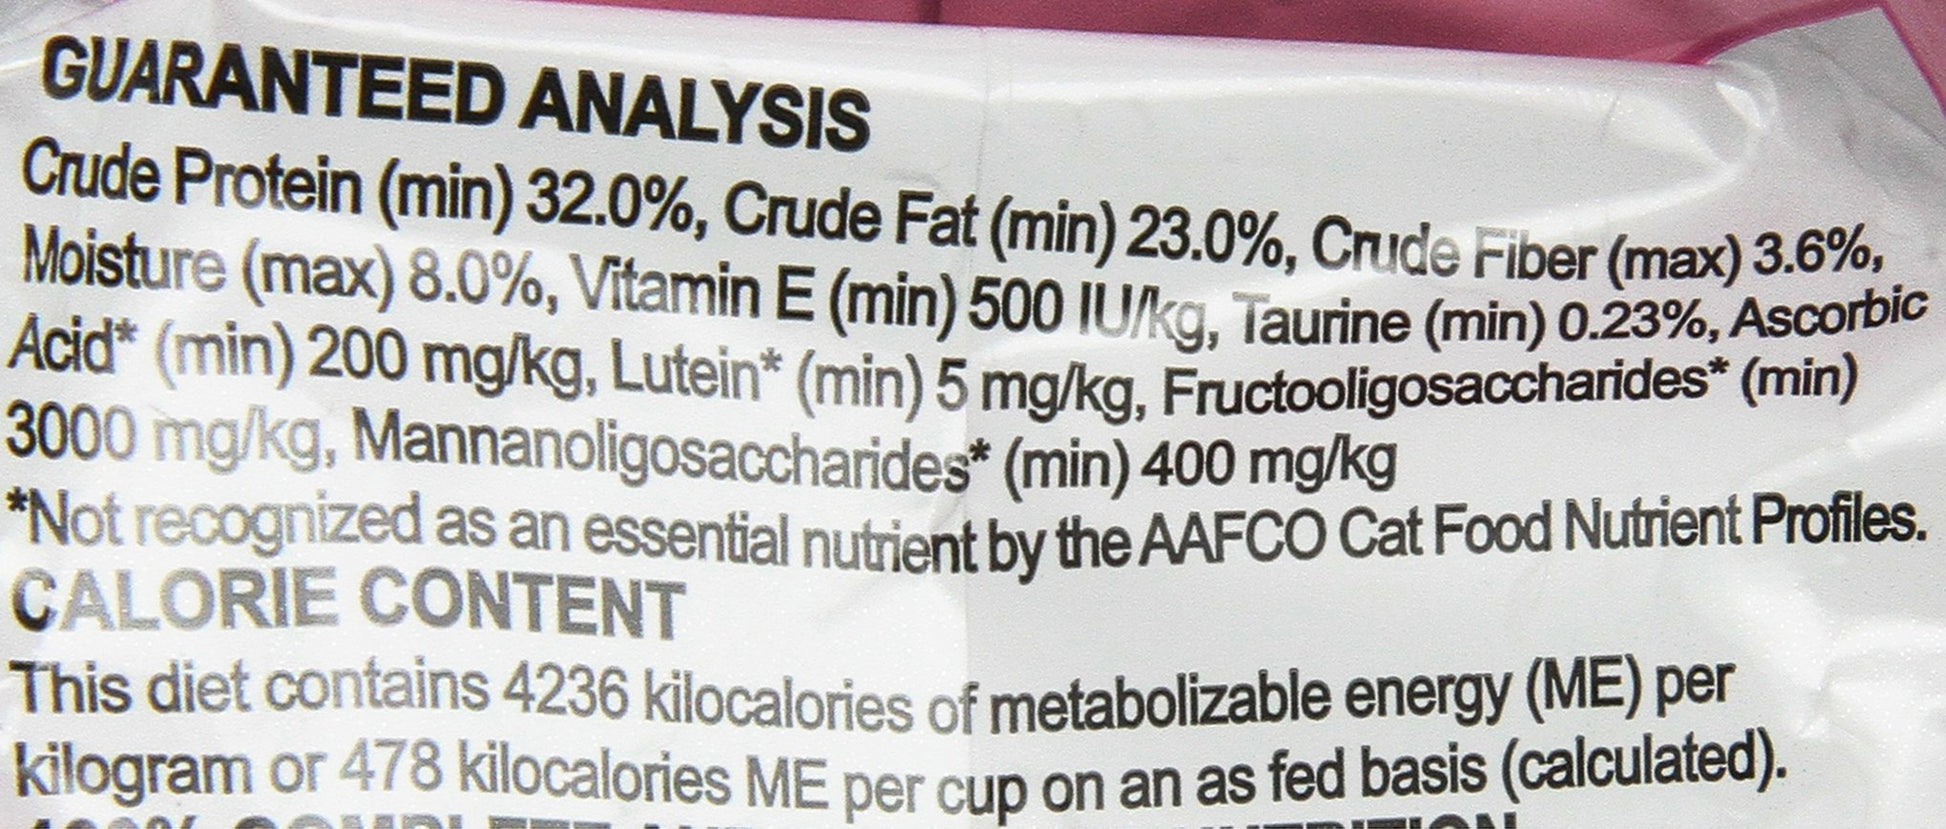 GUARANTEED ANALYSIS
Crude Protein (min) 32.0%, Crude Fat (min) 23.0%, Crude Fiber (max) 3.6%,
Moisture (max) 8.0%, Vitamin E (min) 500 IU/kg, Taurine (min) 0.23%, Ascorbic
Acid* (min) 200 mg/kg, Lutein* (min) 5 mg/kg, Fructooligosaccharides* (min)
3000 mg/kg, Mannanoligosaccharides* (min) 400 mg/kg
*Not recognized as an essential nutrient by the AAFCO Cat Food Nutrient Profiles.
CALORIE CONTENT
This diet contains 4236 kilocalories of metabolizable energy (ME) per
kilogram or 478 kilocalories ME per cup on an as fed basis (calculated).